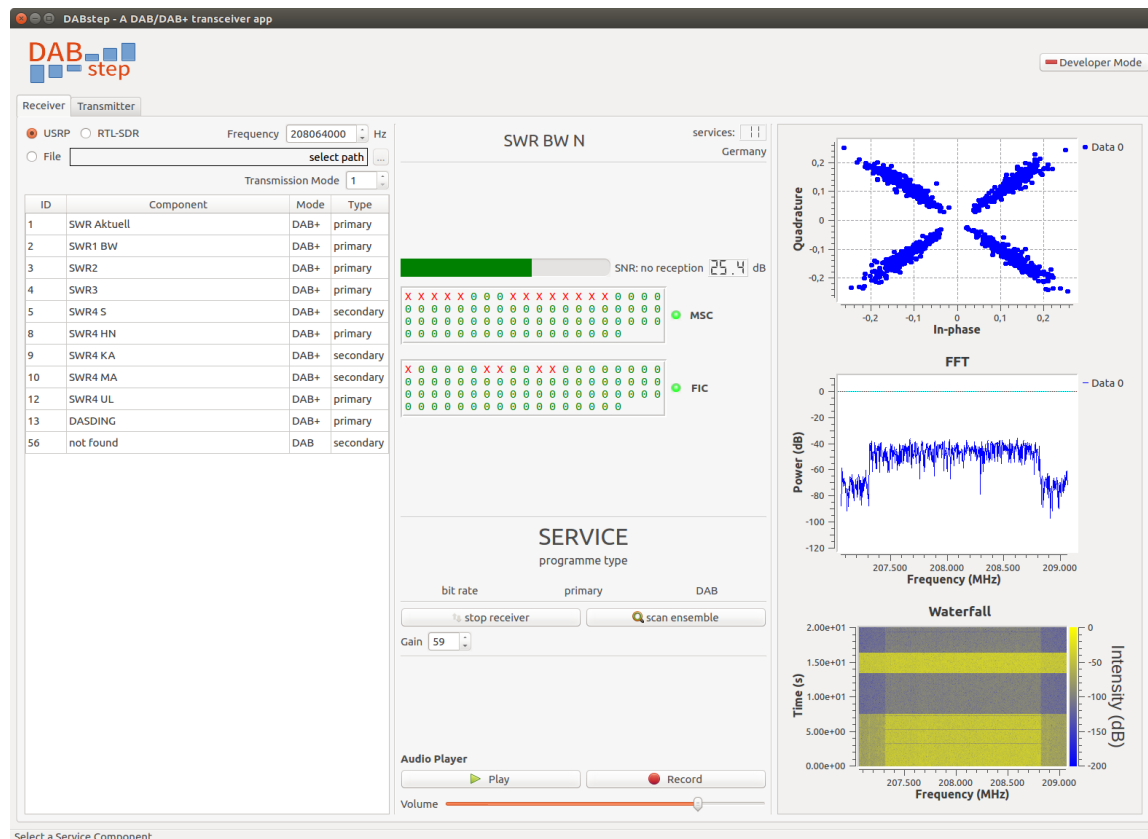 DABstep - A DAB/DAB+ transceiver app
DAB
step
Developer Mode
Receiver Transmitter
USRP RTL-SDR Frequency 208064000 Hz
File select path ...
Transmission Mode 1
ID Component Mode Type
1 SWR Aktuell DAB+ primary
2 SWR1 BW DAB+ primary
3 SWR2 DAB+ primary
4 SWR3 DAB+ primary
5 SWR4 S DAB+ secondary
8 SWR4 HN DAB+ primary
9 SWR4 KA DAB+ secondary
10 SWR4 MA DAB+ secondary
12 SWR4 UL DAB+ primary
13 DASDING DAB+ primary
56 not found DAB secondary
SWR BW N
services: 11
Germany
SNR: no reception 25.4 dB
X X X X X 0 0 0 X X X X X X X X 0 0 0 0
0 0 0 0 0 0 0 0 0 0 0 0 0 0 0 0 0 0 0 0
0 0 0 0 0 0 0 0 0 0 0 0 0 0 0 0 0 0 0 0
0 0 0 0 0 0 0 0 0 0 0 0 0 0 0 0 0
MSC
X 0 0 0 0 0 X X 0 0 X X 0 0 0 0 0 0 0 0
0 0 0 0 0 0 0 0 0 0 0 0 0 0 0 0 0 0 0 0
0 0 0 0 0 0 0 0 0 0 0 0 0 0 0 0 0 0 0 0
0 0 0 0 0 0 0 0 0 0 0 0 0 0 0 0 0
FIC
SERVICE
programme type
bit rate primary DAB
stop receiver scan ensemble
Gain 59
Audio Player
Play Record
Volume
Data 0
Quadrature
0,2
0,1
0
-0,1
-0,2
-0,2 -0,1 0 0,1 0,2
In-phase
FFT
Data 0
Power (dB)
0
-20
-40
-60
-80
-100
-120
207.500 208.000 208.500 209.000
Frequency (MHz)
Waterfall
Time (s)
2.00e+01
1.50e+01
1.00e+01
5.00e+00
0.00e+00
207.500 208.000 208.500 209.000
Frequency (MHz)
0
-50
-100
-150
-200
Intensity (dB)
Select a Service Component